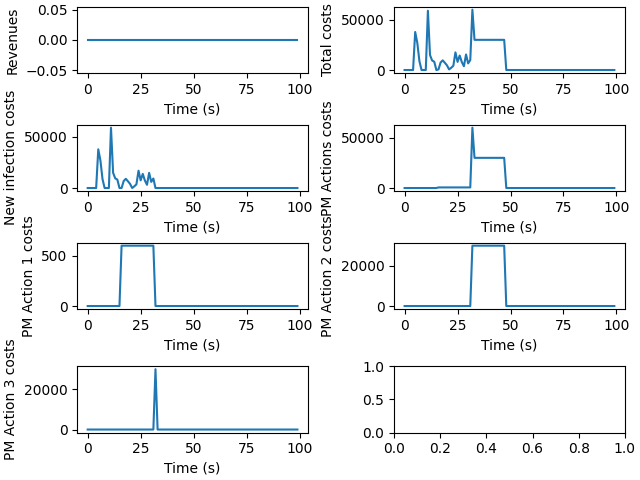 Revenues
0.05
0.00
−0.05
0 25 50 75 100
Time (s)
Total costs
50000
0
0 25 50 75 100
Time (s)
New infection costs
50000
0
0 25 50 75 100
Time (s)
PM Actions costs
50000
0
0 25 50 75 100
Time (s)
PM Action 1 costs
500
0
0 25 50 75 100
Time (s)
PM Action 2 costs
20000
0
0 25 50 75 100
Time (s)
PM Action 3 costs
20000
0
0 25 50 75 100
Time (s)
1.0
0.5
0.0
0.0 0.2 0.4 0.6 0.8 1.0